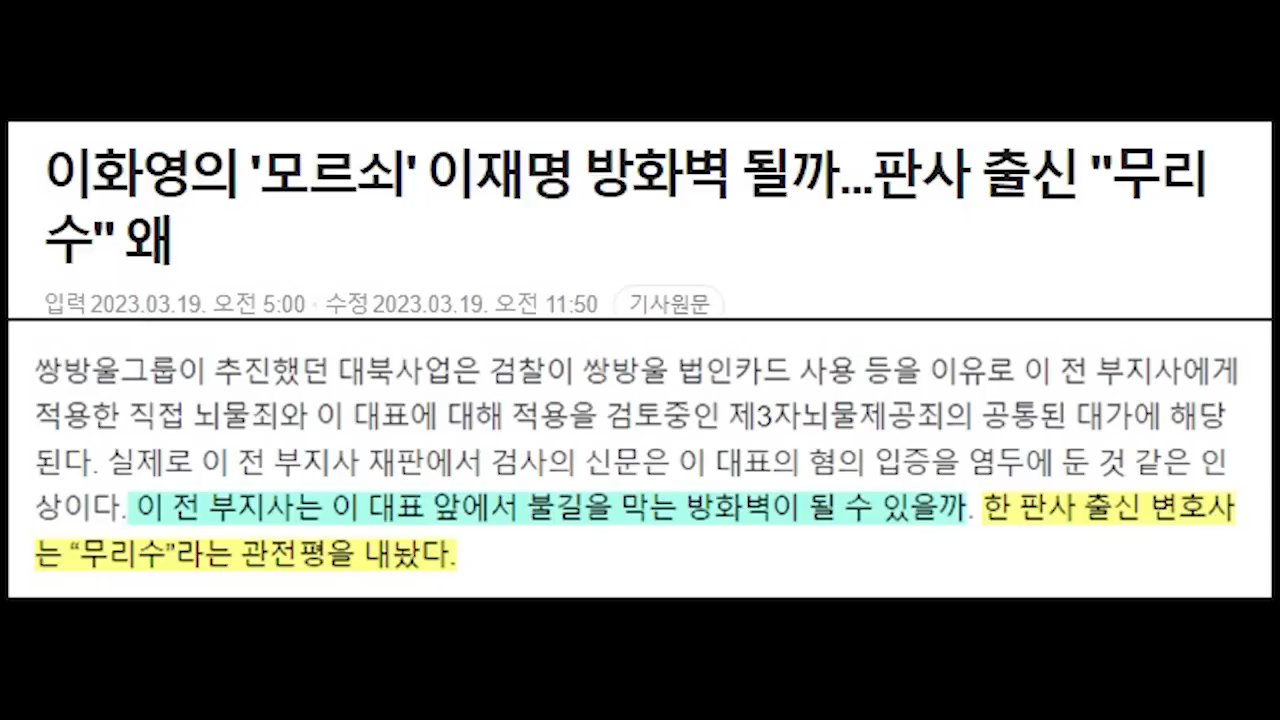 이화영의 '모르쇠' 이재명 방화벽 될까...판사 출신 "무리
수" 왜
입력 2023.03.19. 오전 5:00 · 수정 2023.03.19. 오전 11:50 기사원문
쌍방울그룹이 추진했던 대북사업은 검찰이 쌍방울 법인카드 사용 등을 이유로 이 전 부지사에게
적용한 직접 뇌물죄와 이 대표에 대해 적용을 검토중인 제3자뇌물제공죄의 공통된 대가에 해당
된다. 실제로 이 전 부지사 재판에서 검사의 신문은 이 대표의 혐의 입증을 염두에 둔 것 같은 인
상이다. 이 전 부지사는 이 대표 앞에서 불길을 막는 방화벽이 될 수 있을까. 한 판사 출신 변호사
는 “무리수”라는 관전평을 내놨다.